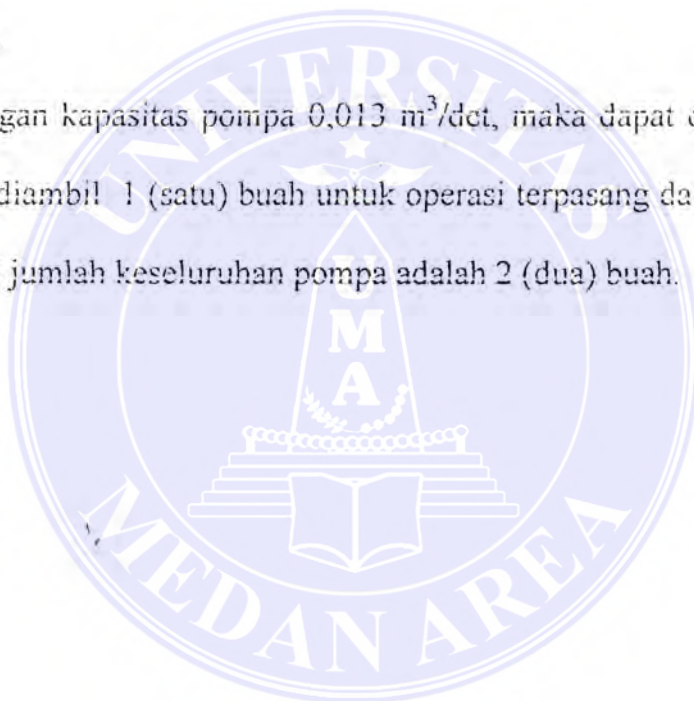 gan kapasitas pompa 0,013 m³/det, maka dapat
diambil 1 (satu) buah untuk operasi terpasang da
jumlah keseluruhan pompa adalah 2 (dua) buah.
UNIVERSITAS
UMA
MEDAN AREA